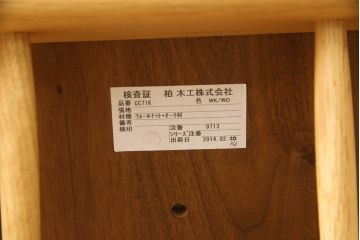 検査証 柏木工株式会社
品番 CC71K 色 WK/WO
張地
材種 ウォールナット+オーク材
備考
検印 注番 9713
シリーズ注番
出荷日 2014.02.